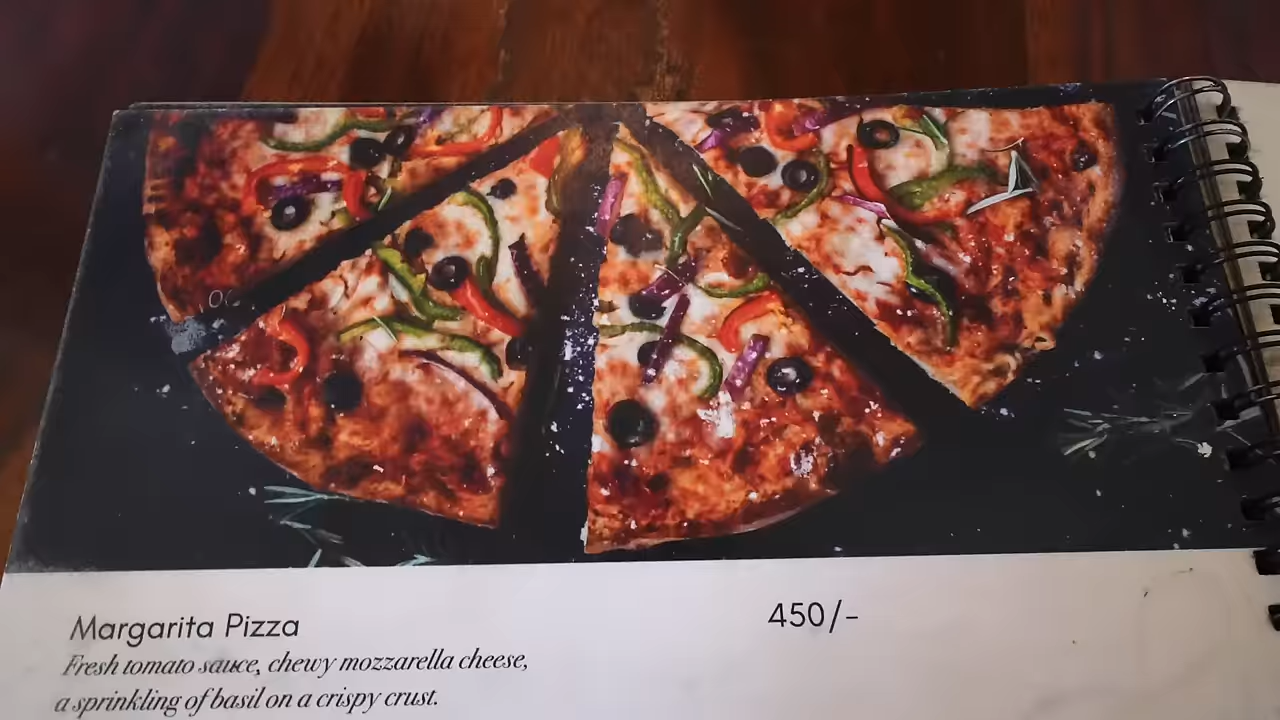 Margarita Pizza 450/-
Fresh tomato sauce, chewy mozzarella cheese,
a sprinkling of basil on a crispy crust.